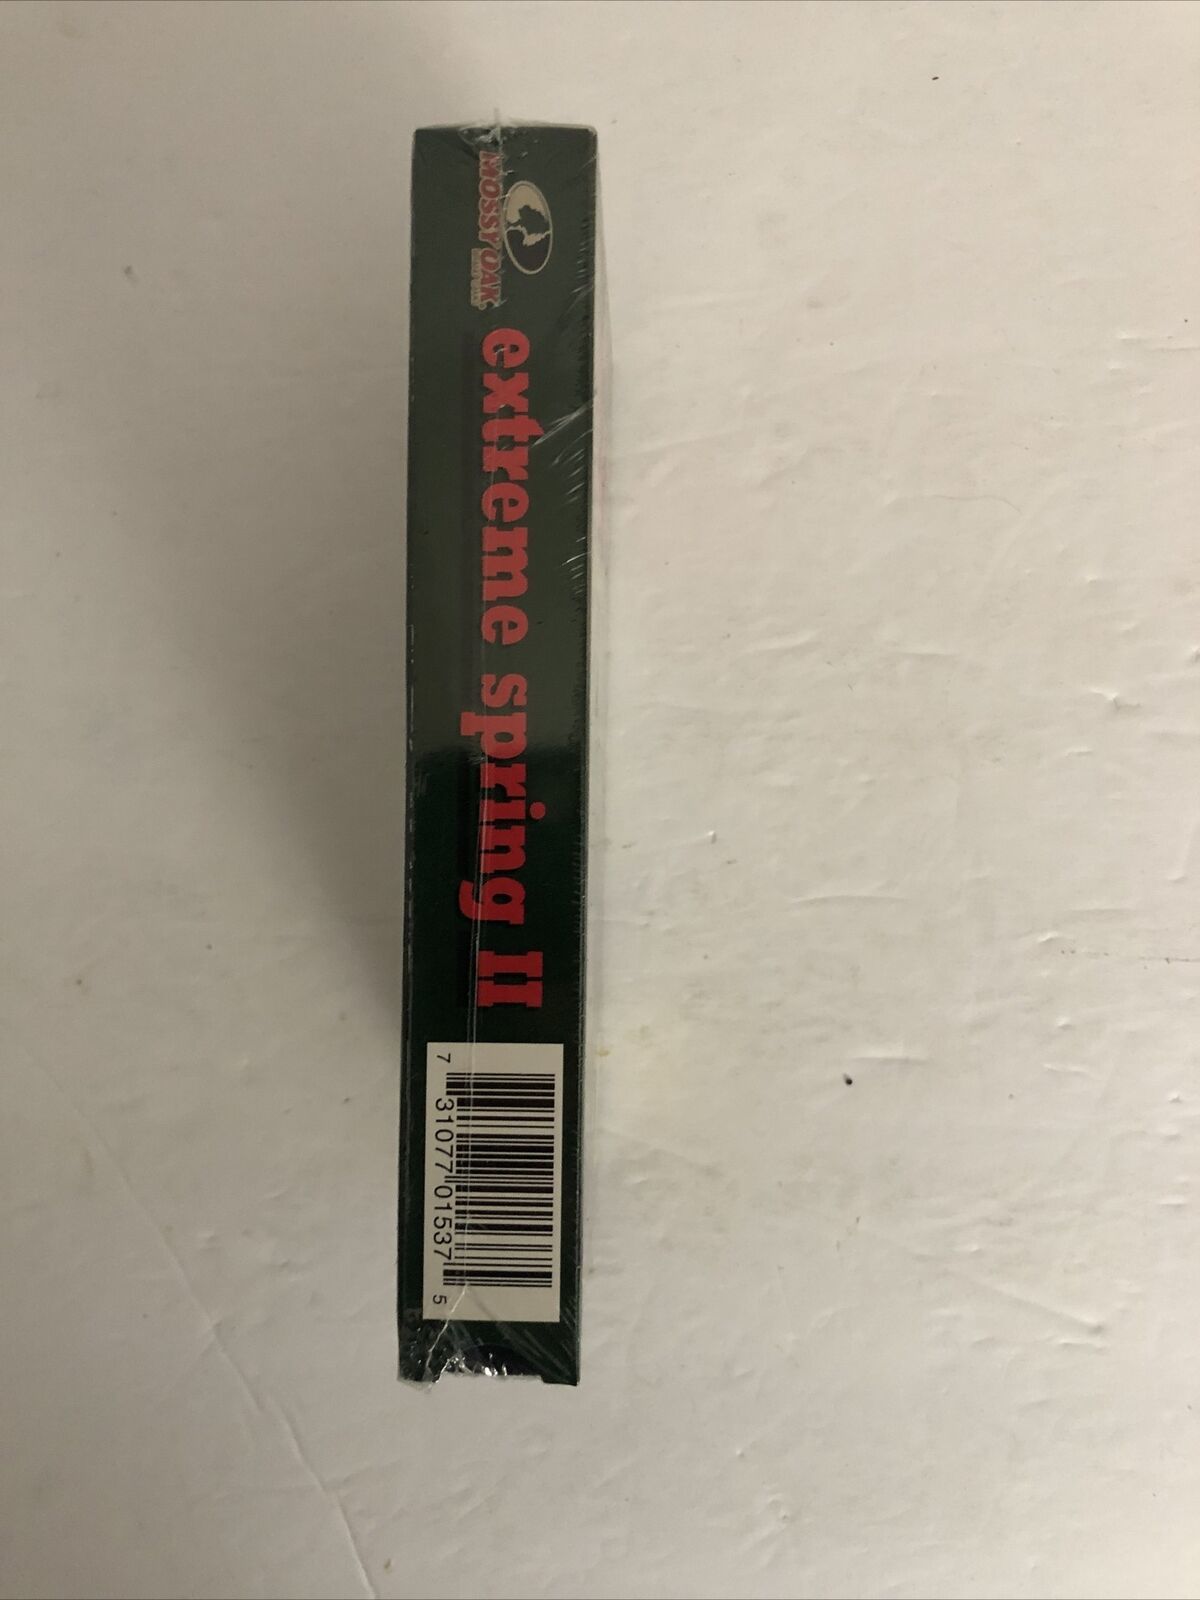 MOSSY OAK
extreme spring II
7 31077 01537 5